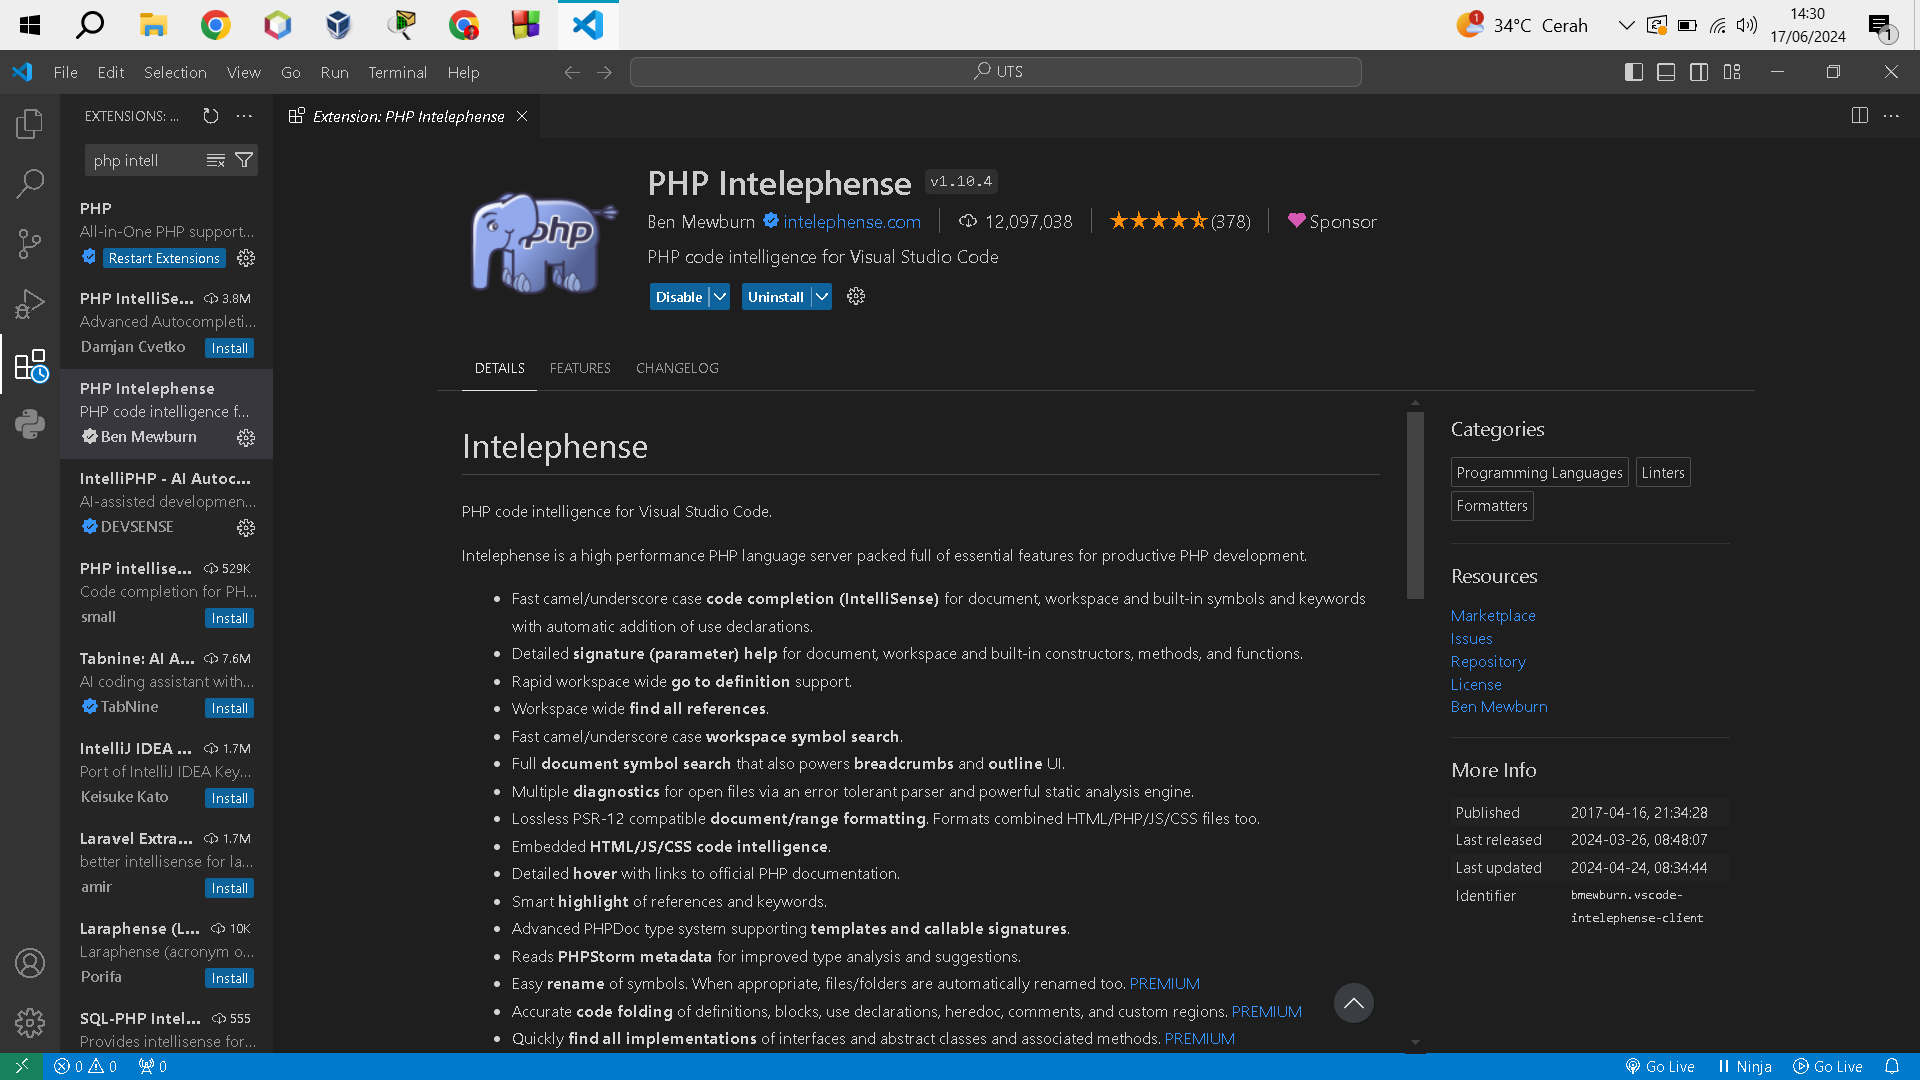 34°C Cerah
14:30
17/06/2024
1
File Edit Selection View Go Run Terminal Help
UTS
EXTENSIONS: ...
php intell
PHP
All-in-One PHP support...
Restart Extensions
PHP IntelliSe... 3.8M
Advanced Autocompleti...
Damjan Cvetko Install
PHP Intelephense
PHP code intelligence f...
Ben Mewburn
IntelliPHP - AI Autoc...
AI-assisted developmen...
DEVSENSE
PHP intellise... 529K
Code completion for PH...
small Install
Tabnine: AI A... 7.6M
AI coding assistant with...
TabNine Install
IntelliJ IDEA ... 1.7M
Port of IntelliJ IDEA Key...
Keisuke Kato Install
Laravel Extra... 1.7M
better intellisense for la...
amir Install
Laraphense (L... 10K
Laraphense (acronym o...
Porifa Install
SQL-PHP Intel... 555
Provides intellisense for...
Extension: PHP Intelephense
php
PHP Intelephense v1.10.4
Ben Mewburn intelephense.com 12,097,038 (378) Sponsor
PHP code intelligence for Visual Studio Code
Disable Uninstall
DETAILS FEATURES CHANGELOG
Intelephense
PHP code intelligence for Visual Studio Code.
Intelephense is a high performance PHP language server packed full of essential features for productive PHP development.
• Fast camel/underscore case code completion (IntelliSense) for document, workspace and built-in symbols and keywords
with automatic addition of use declarations.
• Detailed signature (parameter) help for document, workspace and built-in constructors, methods, and functions.
• Rapid workspace wide go to definition support.
• Workspace wide find all references.
• Fast camel/underscore case workspace symbol search.
• Full document symbol search that also powers breadcrumbs and outline UI.
• Multiple diagnostics for open files via an error tolerant parser and powerful static analysis engine.
• Lossless PSR-12 compatible document/range formatting. Formats combined HTML/PHP/JS/CSS files too.
• Embedded HTML/JS/CSS code intelligence.
• Detailed hover with links to official PHP documentation.
• Smart highlight of references and keywords.
• Advanced PHPDoc type system supporting templates and callable signatures.
• Reads PHPStorm metadata for improved type analysis and suggestions.
• Easy rename of symbols. When appropriate, files/folders are automatically renamed too. PREMIUM
• Accurate code folding of definitions, blocks, use declarations, heredoc, comments, and custom regions. PREMIUM
• Quickly find all implementations of interfaces and abstract classes and associated methods. PREMIUM
Categories
Programming Languages Linters
Formatters
Resources
Marketplace
Issues
Repository
License
Ben Mewburn
More Info
Published 2017-04-16, 21:34:28
Last released 2024-03-26, 08:48:07
Last updated 2024-04-24, 08:34:44
Identifier bmewburn.vscode-
intelephense-client
0 0 0
Go Live Ninja Go Live